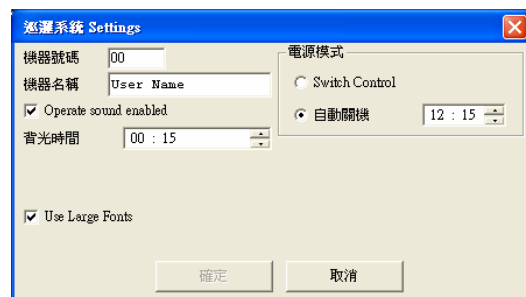 巡邏系統 Settings
機器號碼 00
機器名稱 User Name
Operate sound enabled
背光時間 00 : 15
Use Large Fonts
電源模式
Switch Control
自動關機 12 : 15
確定 取消